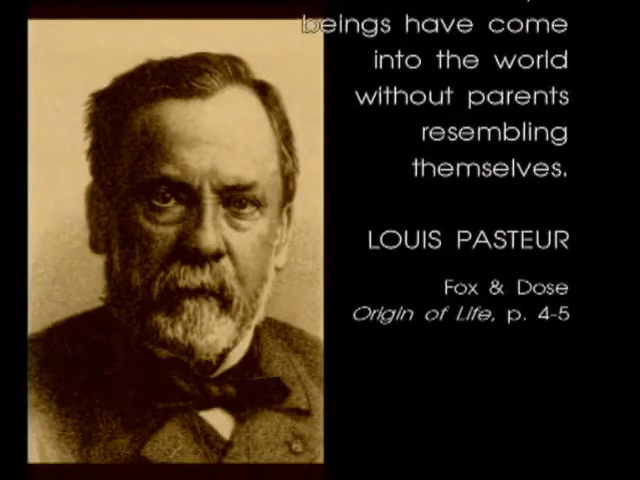 beings have come
into the world
without parents
resembling
themselves.
LOUIS PASTEUR
Fox & Dose
Origin of Life, p. 4-5